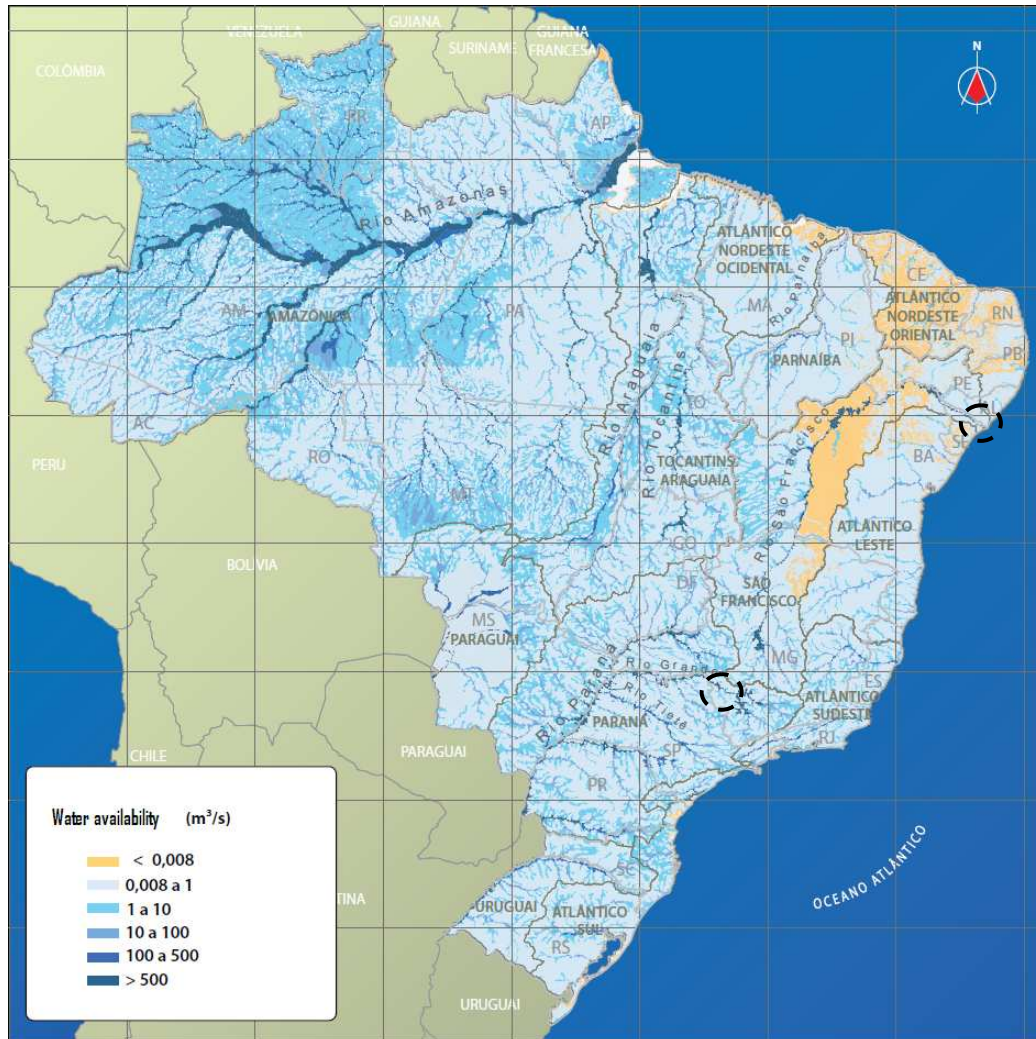 VENEZUELA
GUIANA
SURINAME
GUIANA
FRANCESA
COLÔMBIA
N
RR
AP
Rio Amazonas
ATLÂNTICO
NORDESTE
OCIDENTAL
Rio Parnaíba
CE
ATLÂNTICO
NORDESTE
ORIENTAL
RN
PB
AM
AMAZÔNICA
PA
MA
PI
PARNAÍBA
PE
Rio Araguaia
Rio Tocantins
TO
Rio São Francisco
AC
RO
PERU
MT
TOCANTINS
ARAGUAIA
BA
ATLÂNTICO
LESTE
GO
DF
BOLIVIA
SÃO
FRANCISCO
MS
PARAGUAI
MG
Rio Grand
Rio Tietê
Rio Paraná
PARANÁ
ES
ATLÂNTICO
SUDESTE
RJ
SP
CHILE
PARAGUAI
PR
Water availability (m³/s)
< 0,008
0,008 a 1
1 a 10
10 a 100
100 a 500
> 500
TINA
SC
URUGUAI
ATLÂNTICO
SUL
RS
URUGUAI
OCEANO ATLÂNTICO